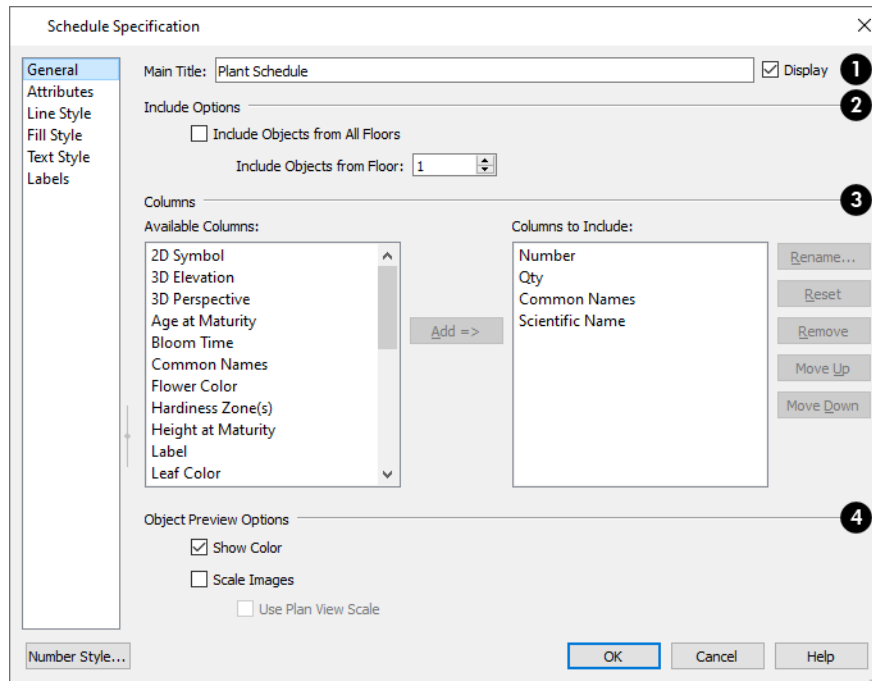 Schedule Specification
General
Attributes
Line Style
Fill Style
Text Style
Labels
Main Title: Plant Schedule Display 1
Include Options 2
Include Objects from All Floors
Include Objects from Floor: 1
Columns 3
Available Columns:
2D Symbol
3D Elevation
3D Perspective
Age at Maturity
Bloom Time
Common Names
Flower Color
Hardiness Zone(s)
Height at Maturity
Label
Leaf Color
Add =>
Columns to Include:
Number
Qty
Common Names
Scientific Name
Rename...
Reset
Remove
Move Up
Move Down
Object Preview Options 4
Show Color
Scale Images
Use Plan View Scale
Number Style... OK Cancel Help